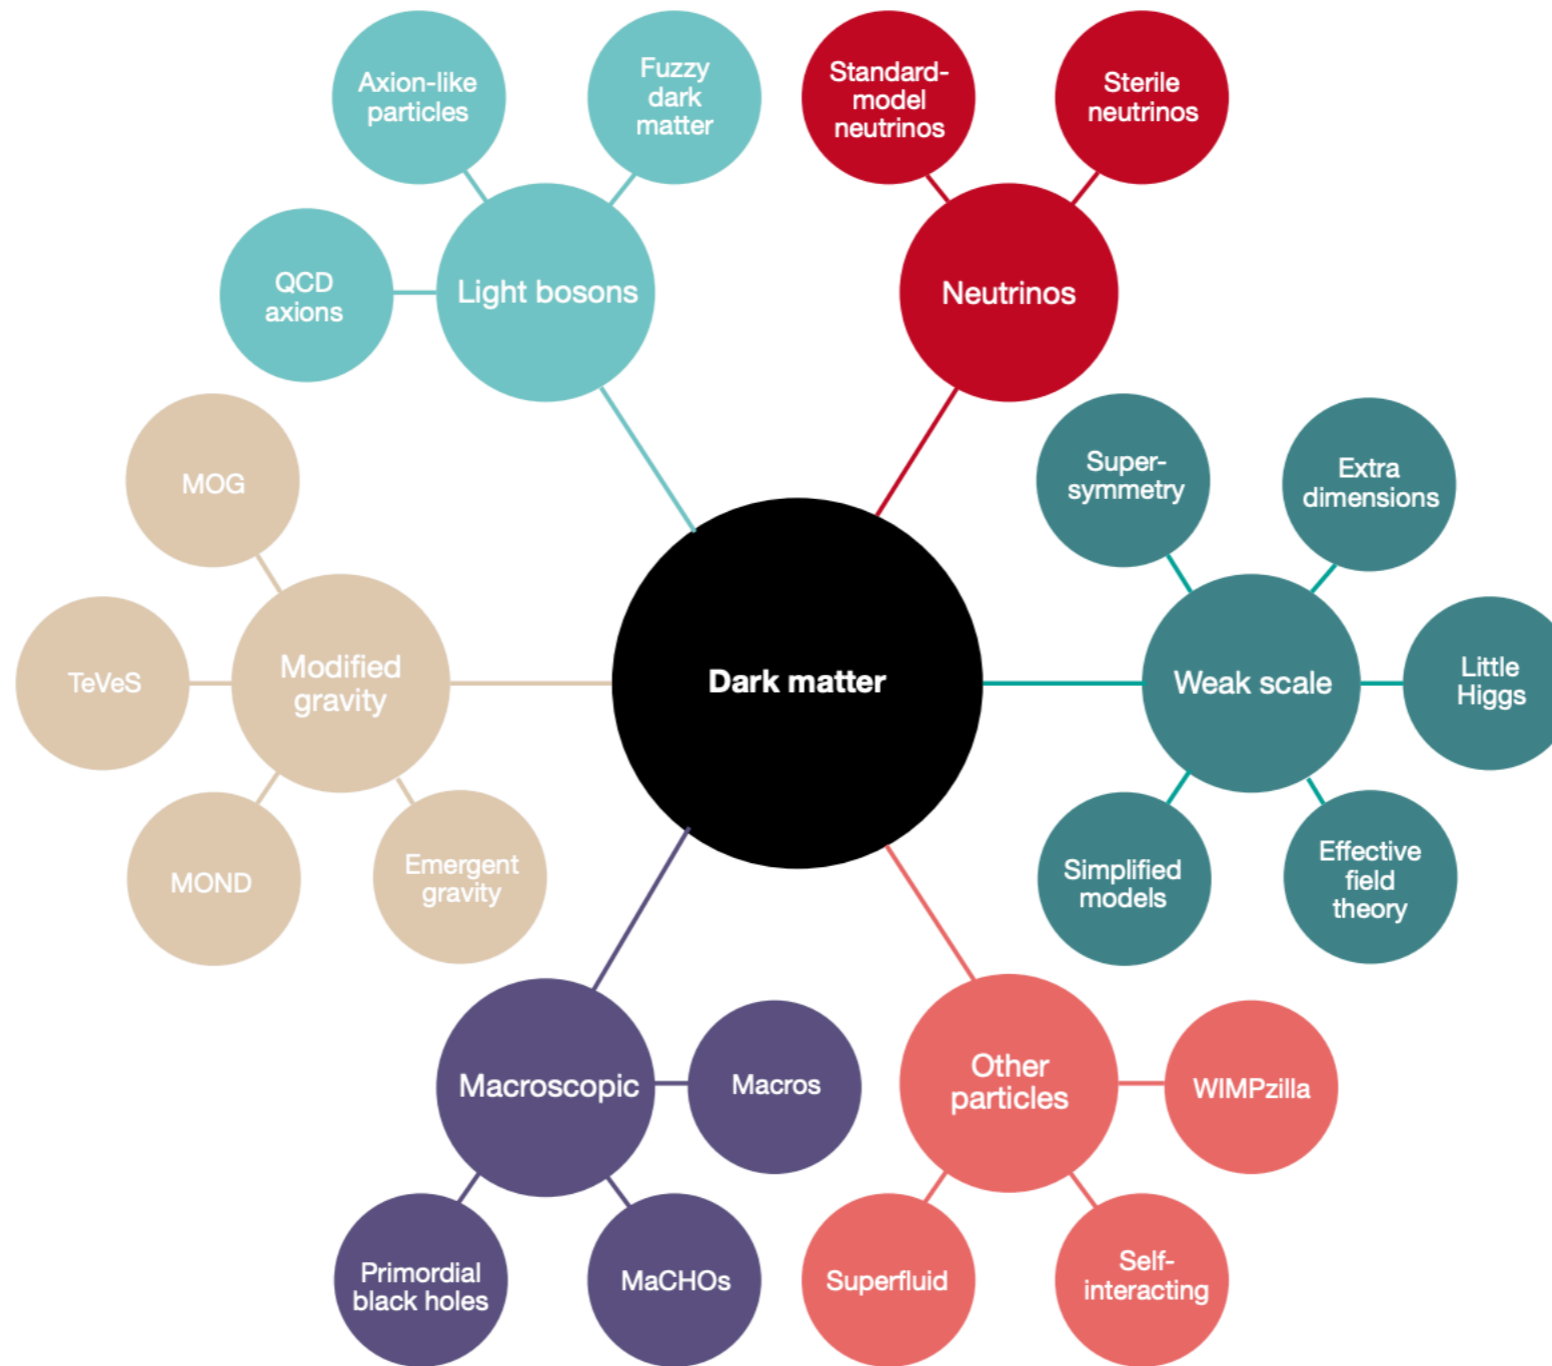 Axion-like
particles
Fuzzy
dark
matter
Standard-
model
neutrinos
Sterile
neutrinos
QCD
axions
Light bosons
Neutrinos
MOG
Super-
symmetry
Extra
dimensions
TeVeS
Modified
gravity
Dark matter
Weak scale
Little
Higgs
MOND
Emergent
gravity
Simplified
models
Effective
field
theory
Macroscopic
Macros
Other
particles
WIMPzilla
Primordial
black holes
MaCHOs
Superfluid
Self-
interacting